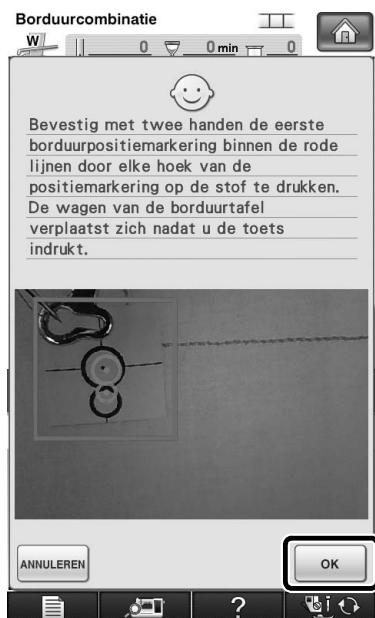 Borduurcombinatie
W 0 0 min 0
Bevestig met twee handen de eerste
borduurpositiemarkering binnen de rode
lijnen door elke hoek van de
positiemarkering op de stof te drukken.
De wagen van de borduurtafel
verplaatst zich nadat u de toets
indrukt.
ANNULEREN OK
?